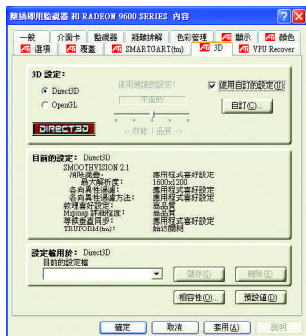 隨插即用監視器 和 RADEON 9600 SERIES 內容
一般 介面卡 監視器 疑難排解 色彩管理 顯示 顏色
選項 覆蓋 SMARTGART(tm) 3D VPU Recover
3D 設定:
Direct3D
OpenGL
使用建議的設定:
平衡的
使用自訂的設定(U)
自訂(C)...
DIRECT3D
←效能 | 品質→
目前的設定: Direct3D
SMOOTHVISION 2.1
消除鋸齒: 應用程式喜好設定
最大解析度: 1600x1200
各向異性過濾: 應用程式喜好設定
各向異性過濾方法: 應用程式喜好設定
紋理喜好設定: 高品質
Mipmap 詳細程度: 高品質
等候垂直同步: 應用程式喜好設定
TRUFORM(tm): 始終關閉
設定檔用於: Direct3D
目前的設定檔
儲存(S)
刪除(E)
相容性(O)...
預設值(D)
確定
取消
套用(A)
說明